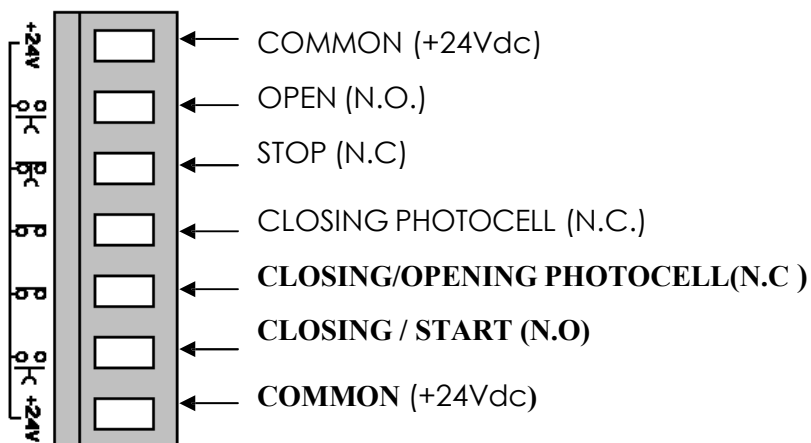 +24V
COMMON (+24Vdc)
OPEN (N.O.)
STOP (N.C)
CLOSING PHOTOCELL (N.C.)
CLOSING/OPENING PHOTOCELL(N.C )
CLOSING / START (N.O)
+24V
COMMON (+24Vdc)